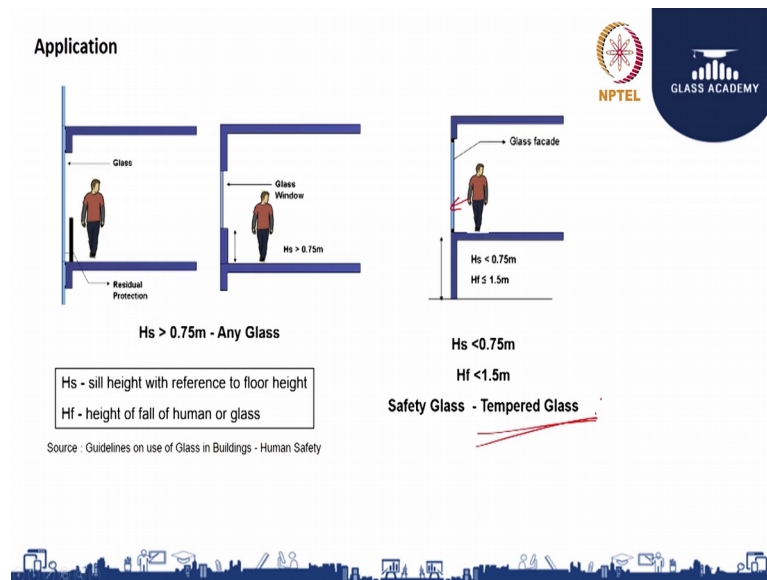 Application
NPTEL
GLASS ACADEMY
Glass
Residual
Protection
Glass
Window
Hs > 0.75m
Glass facade
Hs < 0.75m
Hf ≤ 1.5m
Hs > 0.75m - Any Glass
Hs - sill height with reference to floor height
Hf - height of fall of human or glass
Source : Guidelines on use of Glass in Buildings - Human Safety
Hs <0.75m
Hf <1.5m
Safety Glass - Tempered Glass